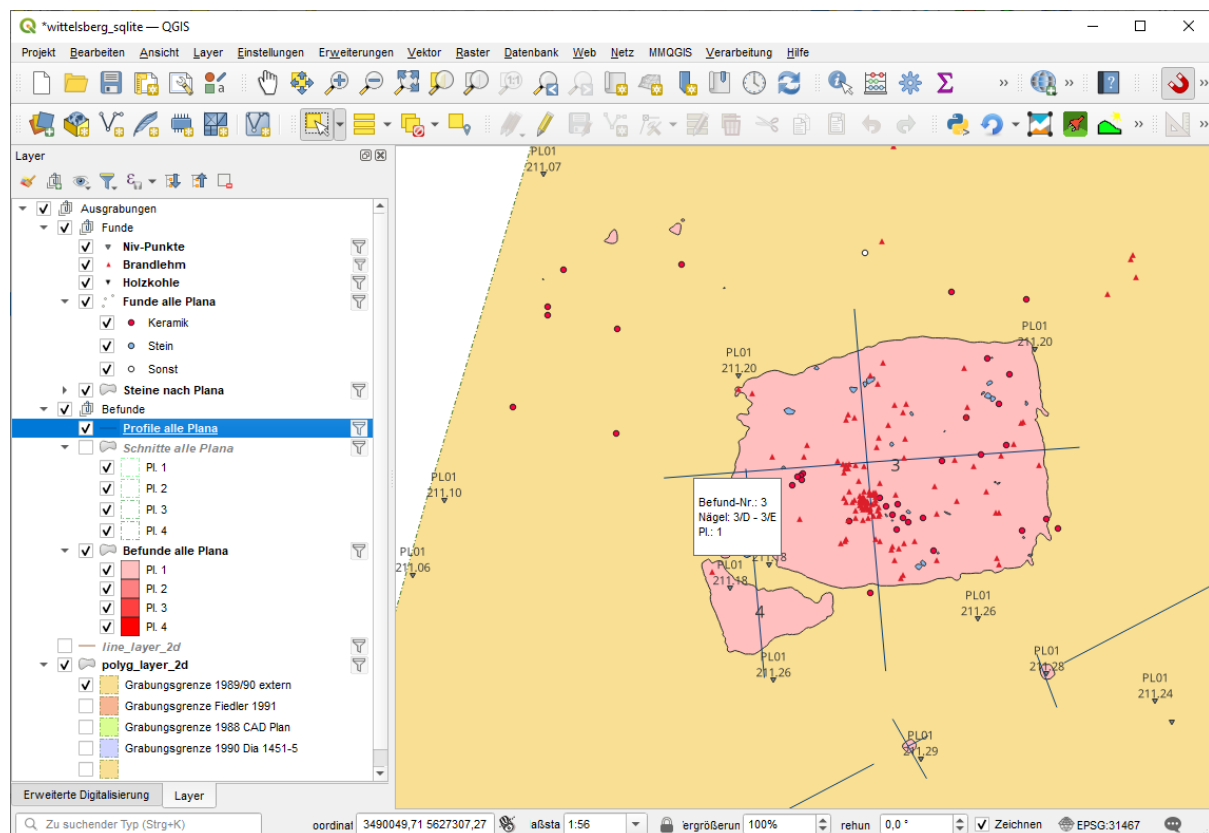 *wittelsberg_sqlite — QGIS
Projekt Bearbeiten Ansicht Layer Einstellungen Erweiterungen Vektor Raster Datenbank Web Netz MMQGIS Verarbeitung Hilfe
Layer
Ausgrabungen
Funde
Niv-Punkte
Brandlehm
Holzkohle
Funde alle Plana
Keramik
Stein
Sonst
Steine nach Plana
Befunde
Profile alle Plana
Schnitte alle Plana
Pl. 1
Pl. 2
Pl. 3
Pl. 4
Befunde alle Plana
Pl. 1
Pl. 2
Pl. 3
Pl. 4
line_layer_2d
polyg_layer_2d
Grabungsgrenze 1989/90 extern
Grabungsgrenze Fiedler 1991
Grabungsgrenze 1988 CAD Plan
Grabungsgrenze 1990 Dia 1451-5
Erweiterte Digitalisierung Layer
PL01
211.07
PL01
211.20
PL01
211.20
3
PL01
211.10
Befund-Nr.: 3
Nägel: 3/D - 3/E
Pl.: 1
PL01
211.06
PL01
211.18
4
PL01
211.26
PL01
211.26
PL01
211.28
PL01
211.24
PL01
211.29
Zu suchender Typ (Strg+K) oordinat 3490049,71 5627307,27 aßsta 1:56 ergrößerun 100% rehun 0,0 ° Zeichnen EPSG:31467